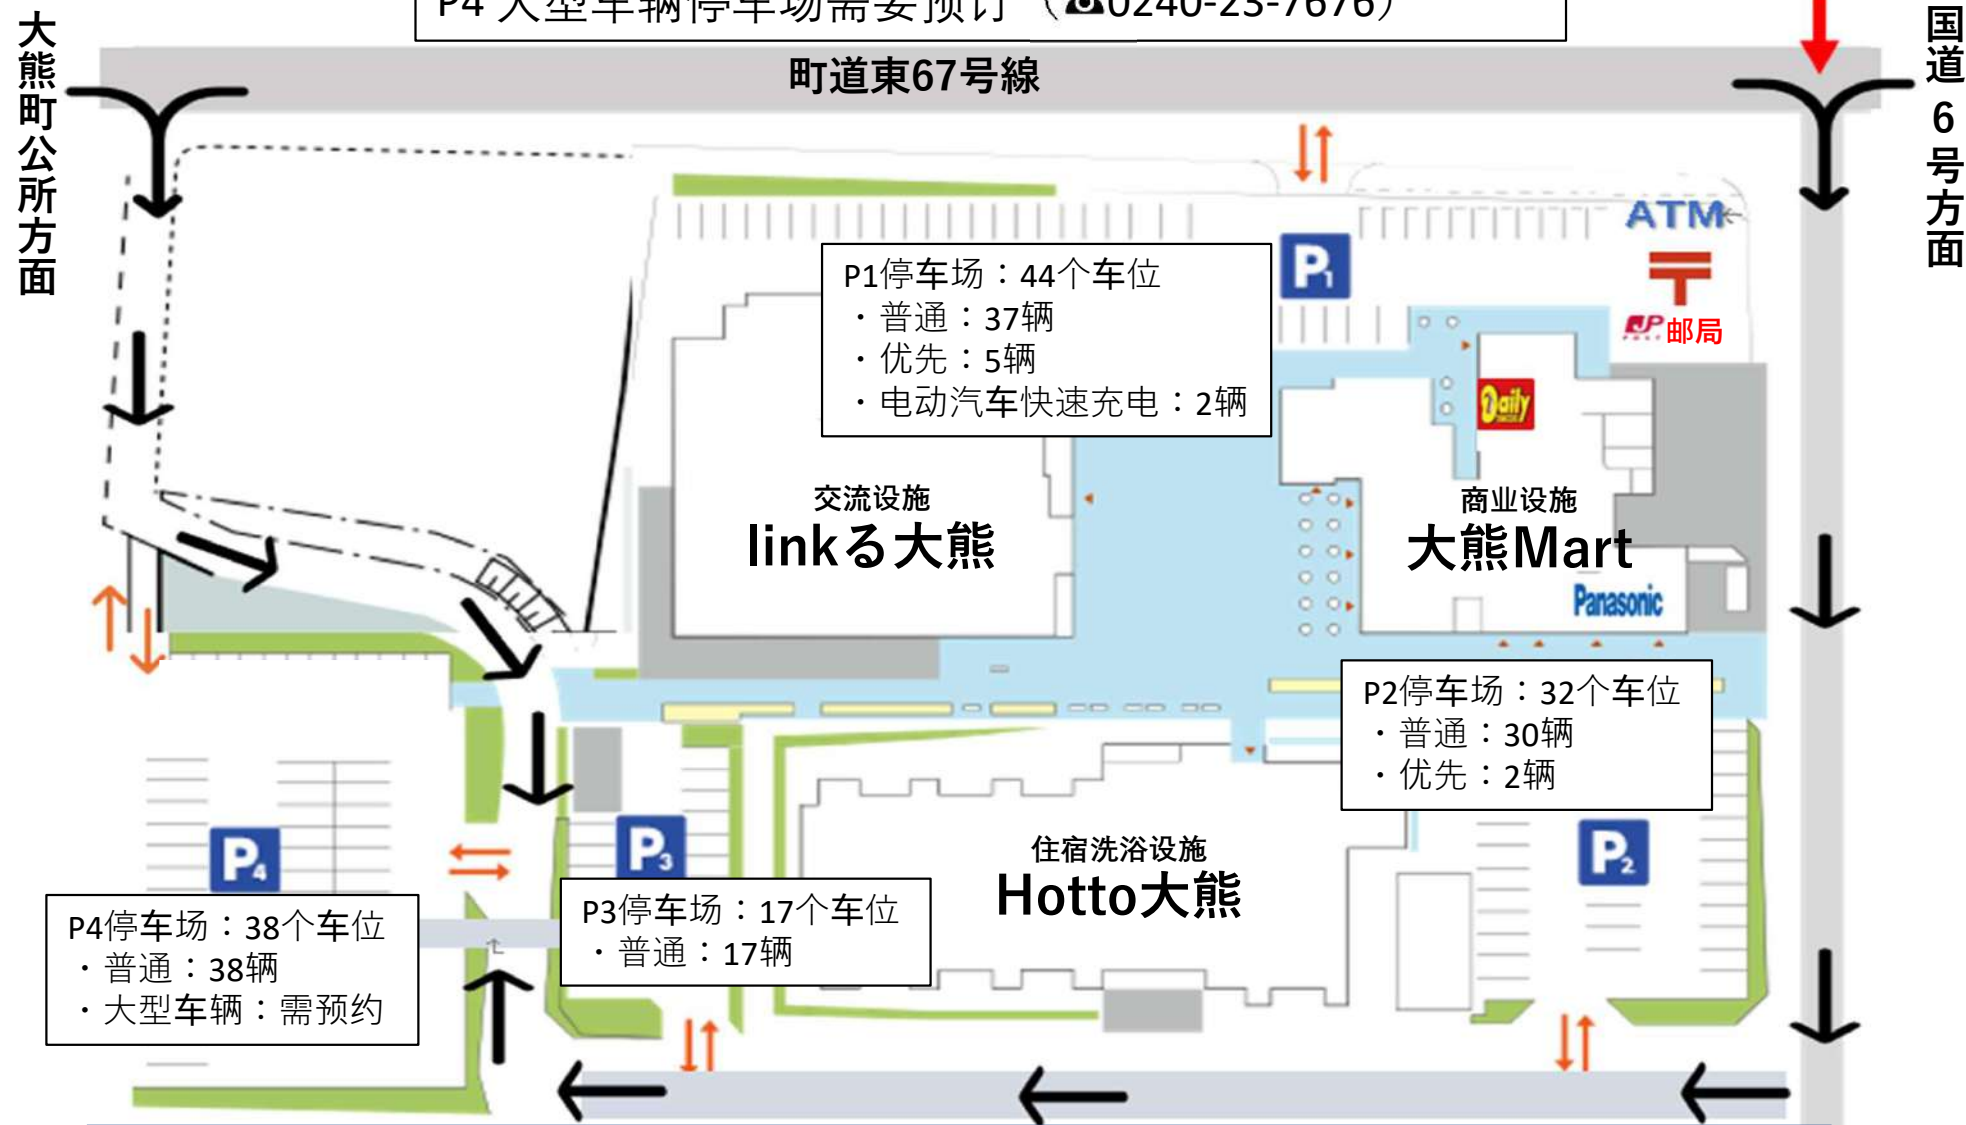 P4 大型车辆停车场需要预订（☎0240-23-7676）
大熊町公所方面
町道東67号線
国道6号方面
ATM
P1
JP 邮局
P1停车场：44个车位
・普通：37辆
・优先：5辆
・电动汽车快速充电：2辆
Daily
交流设施
linkる大熊
商业设施
大熊Mart
Panasonic
P2停车场：32个车位
・普通：30辆
・优先：2辆
P4
P3
P2
住宿洗浴设施
Hotto大熊
P4停车场：38个车位
・普通：38辆
・大型车辆：需预约
P3停车场：17个车位
・普通：17辆